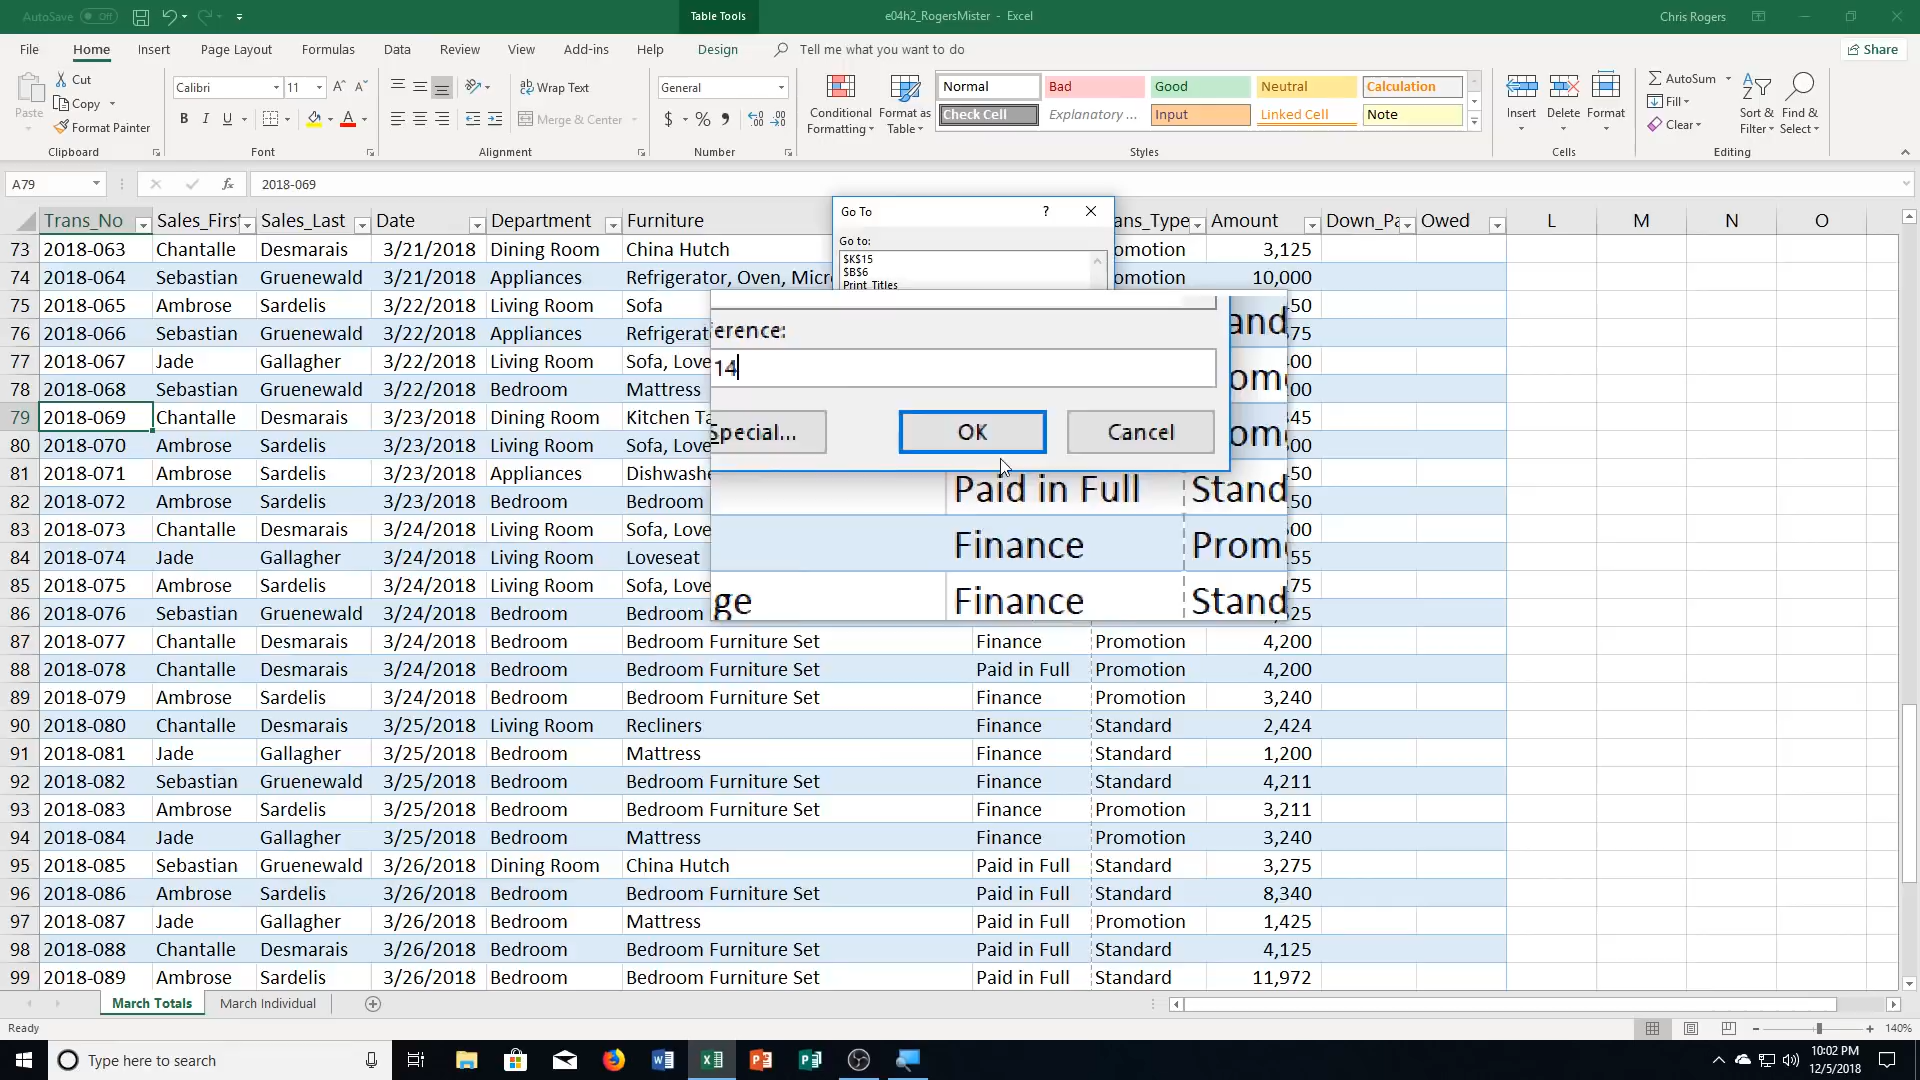 AutoSave Off
Table Tools
e04h2_RogersMister - Excel
Chris Rogers
File Home Insert Page Layout Formulas Data Review View Add-ins Help Design Tell me what you want to do Share
Paste
Cut
Copy
Format Painter
Clipboard
Calibri 11
B I U A
Font
Wrap Text
Merge & Center
Alignment
General
$ % ,
Number
Conditional Formatting
Format as Table
Normal Bad Good Neutral Calculation
Check Cell Explanatory ... Input Linked Cell Note
Styles
Insert Delete Format
Cells
AutoSum
Fill
Clear
Sort & Filter
Find & Select
Editing
A79 fx 2018-069
Go To ?
Go to:
$K$15
$B$6
Print_Titles
erence:
14
Special... OK Cancel
Paid in Full Stand
Finance Prom
ge Finance Stand
Trans_No Sales_First Sales_Last Date Department Furniture ans_Type Amount Down_Pa Owed L M N O
73 2018-063 Chantalle Desmarais 3/21/2018 Dining Room China Hutch omotion 3,125
74 2018-064 Sebastian Gruenewald 3/21/2018 Appliances Refrigerator, Oven, Micr omotion 10,000
75 2018-065 Ambrose Sardelis 3/22/2018 Living Room Sofa and 50
76 2018-066 Sebastian Gruenewald 3/22/2018 Appliances Refrigerat 75
77 2018-067 Jade Gallagher 3/22/2018 Living Room Sofa, Love 00
78 2018-068 Sebastian Gruenewald 3/22/2018 Bedroom Mattress 00
79 2018-069 Chantalle Desmarais 3/23/2018 Dining Room Kitchen Ta 45
80 2018-070 Ambrose Sardelis 3/23/2018 Living Room Sofa, Love 00
81 2018-071 Ambrose Sardelis 3/23/2018 Appliances Dishwashe 50
82 2018-072 Ambrose Sardelis 3/23/2018 Bedroom Bedroom 50
83 2018-073 Chantalle Desmarais 3/24/2018 Living Room Sofa, Love 00
84 2018-074 Jade Gallagher 3/24/2018 Living Room Loveseat 55
85 2018-075 Ambrose Sardelis 3/24/2018 Living Room Sofa, Love 75
86 2018-076 Sebastian Gruenewald 3/24/2018 Bedroom Bedroom 25
87 2018-077 Chantalle Desmarais 3/24/2018 Bedroom Bedroom Furniture Set Finance Promotion 4,200
88 2018-078 Chantalle Desmarais 3/24/2018 Bedroom Bedroom Furniture Set Paid in Full Promotion 4,200
89 2018-079 Ambrose Sardelis 3/24/2018 Bedroom Bedroom Furniture Set Finance Promotion 3,240
90 2018-080 Chantalle Desmarais 3/25/2018 Living Room Recliners Finance Standard 2,424
91 2018-081 Jade Gallagher 3/25/2018 Bedroom Mattress Finance Standard 1,200
92 2018-082 Sebastian Gruenewald 3/25/2018 Bedroom Bedroom Furniture Set Finance Standard 4,211
93 2018-083 Ambrose Sardelis 3/25/2018 Bedroom Bedroom Furniture Set Finance Promotion 3,211
94 2018-084 Jade Gallagher 3/25/2018 Bedroom Mattress Finance Promotion 3,240
95 2018-085 Sebastian Gruenewald 3/26/2018 Dining Room China Hutch Paid in Full Standard 3,275
96 2018-086 Ambrose Sardelis 3/26/2018 Bedroom Bedroom Furniture Set Paid in Full Standard 8,340
97 2018-087 Jade Gallagher 3/26/2018 Bedroom Mattress Paid in Full Promotion 1,425
98 2018-088 Chantalle Desmarais 3/26/2018 Bedroom Bedroom Furniture Set Paid in Full Standard 4,125
99 2018-089 Ambrose Sardelis 3/26/2018 Bedroom Bedroom Furniture Set Paid in Full Standard 11,972
March Totals March Individual
Ready 140%
Type here to search
10:02 PM
12/5/2018